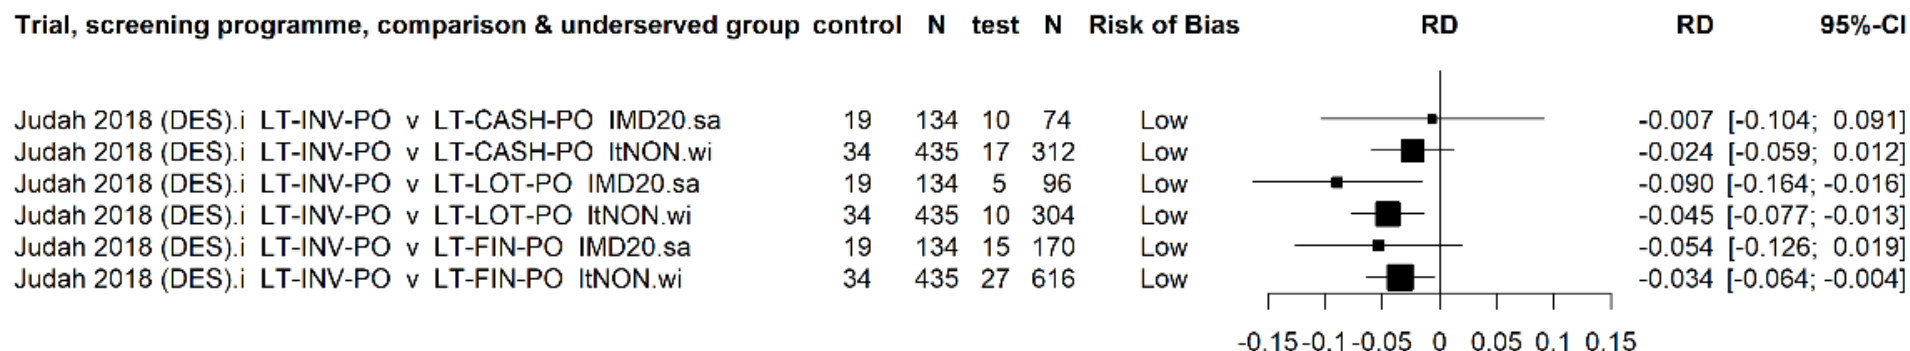 Trial, screening programme, comparison & underserved group control N test N Risk of Bias RD RD 95%-CI
Judah 2018 (DES).i LT-INV-PO v LT-CASH-PO IMD20.sa 19 134 10 74 Low -0.007 [-0.104; 0.091]
Judah 2018 (DES).i LT-INV-PO v LT-CASH-PO ltNON.wi 34 435 17 312 Low -0.024 [-0.059; 0.012]
Judah 2018 (DES).i LT-INV-PO v LT-LOT-PO IMD20.sa 19 134 5 96 Low -0.090 [-0.164; -0.016]
Judah 2018 (DES).i LT-INV-PO v LT-LOT-PO ltNON.wi 34 435 10 304 Low -0.045 [-0.077; -0.013]
Judah 2018 (DES).i LT-INV-PO v LT-FIN-PO IMD20.sa 19 134 15 170 Low -0.054 [-0.126; 0.019]
Judah 2018 (DES).i LT-INV-PO v LT-FIN-PO ltNON.wi 34 435 27 616 Low -0.034 [-0.064; -0.004]
-0.15 -0.1 -0.05 0 0.05 0.1 0.15